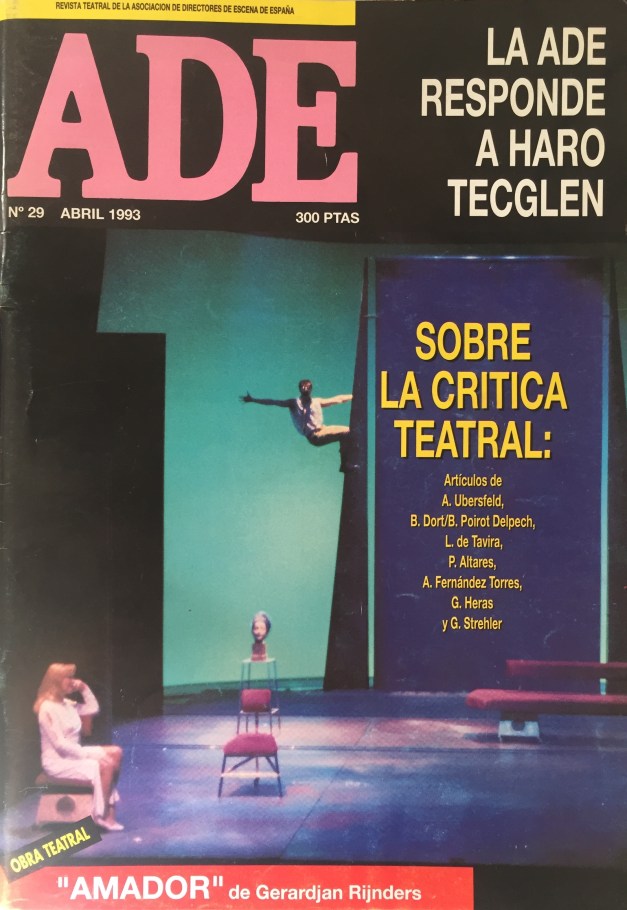 REVISTA TEATRAL DE LA ASOCIACION DE DIRECTORES DE ESCENA DE ESPAÑA
ADE
Nº 29 ABRIL 1993 300 PTAS
LA ADE
RESPONDE
A HARO
TECGLEN
SOBRE
LA CRITICA
TEATRAL:
Artículos de
A. Ubersfeld,
B. Dort/B. Poirot Delpech,
L. de Tavira,
P. Altares,
A. Fernández Torres,
G. Heras
y G. Strehler
OBRA TEATRAL
"AMADOR" de Gerardjan Rijnders